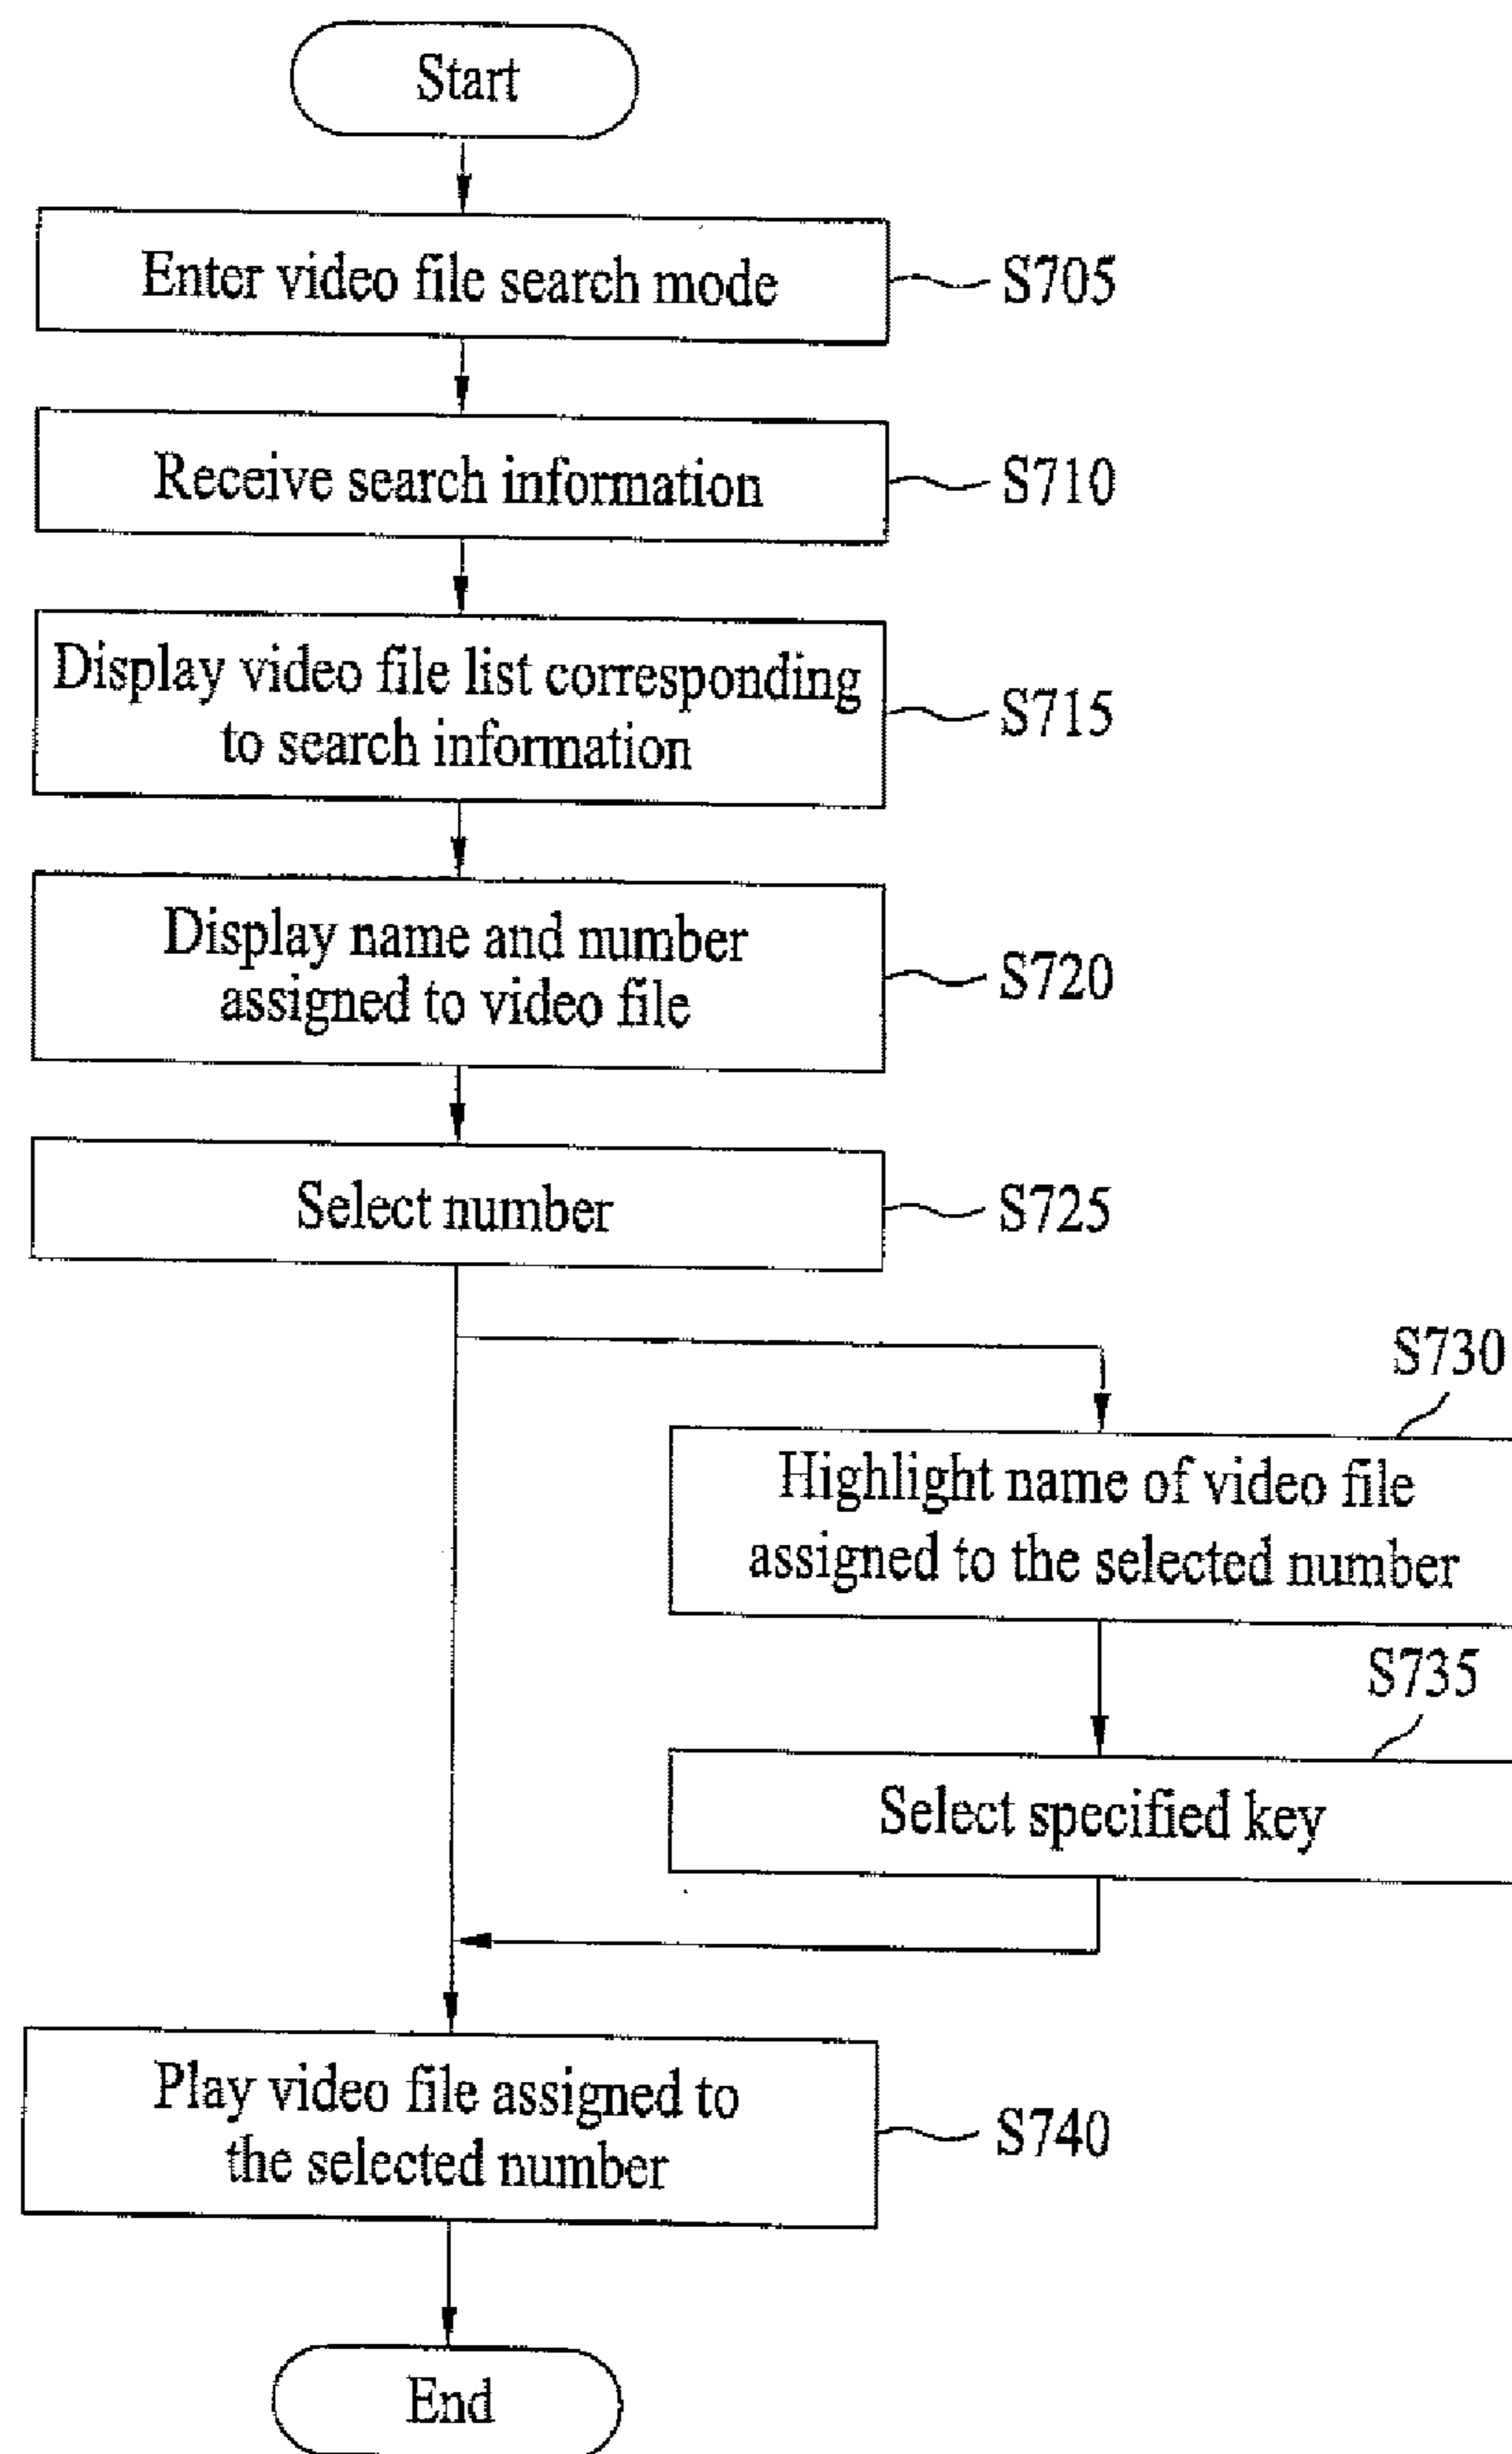 Start
Enter video file search mode
S705
Receive search information
S710
Display video file list corresponding
to search information
S715
Display name and number
assigned to video file
S720
Select number
S725
S730
Highlight name of video file
assigned to the selected number
S735
Select specified key
Play video file assigned to
the selected number
S740
End